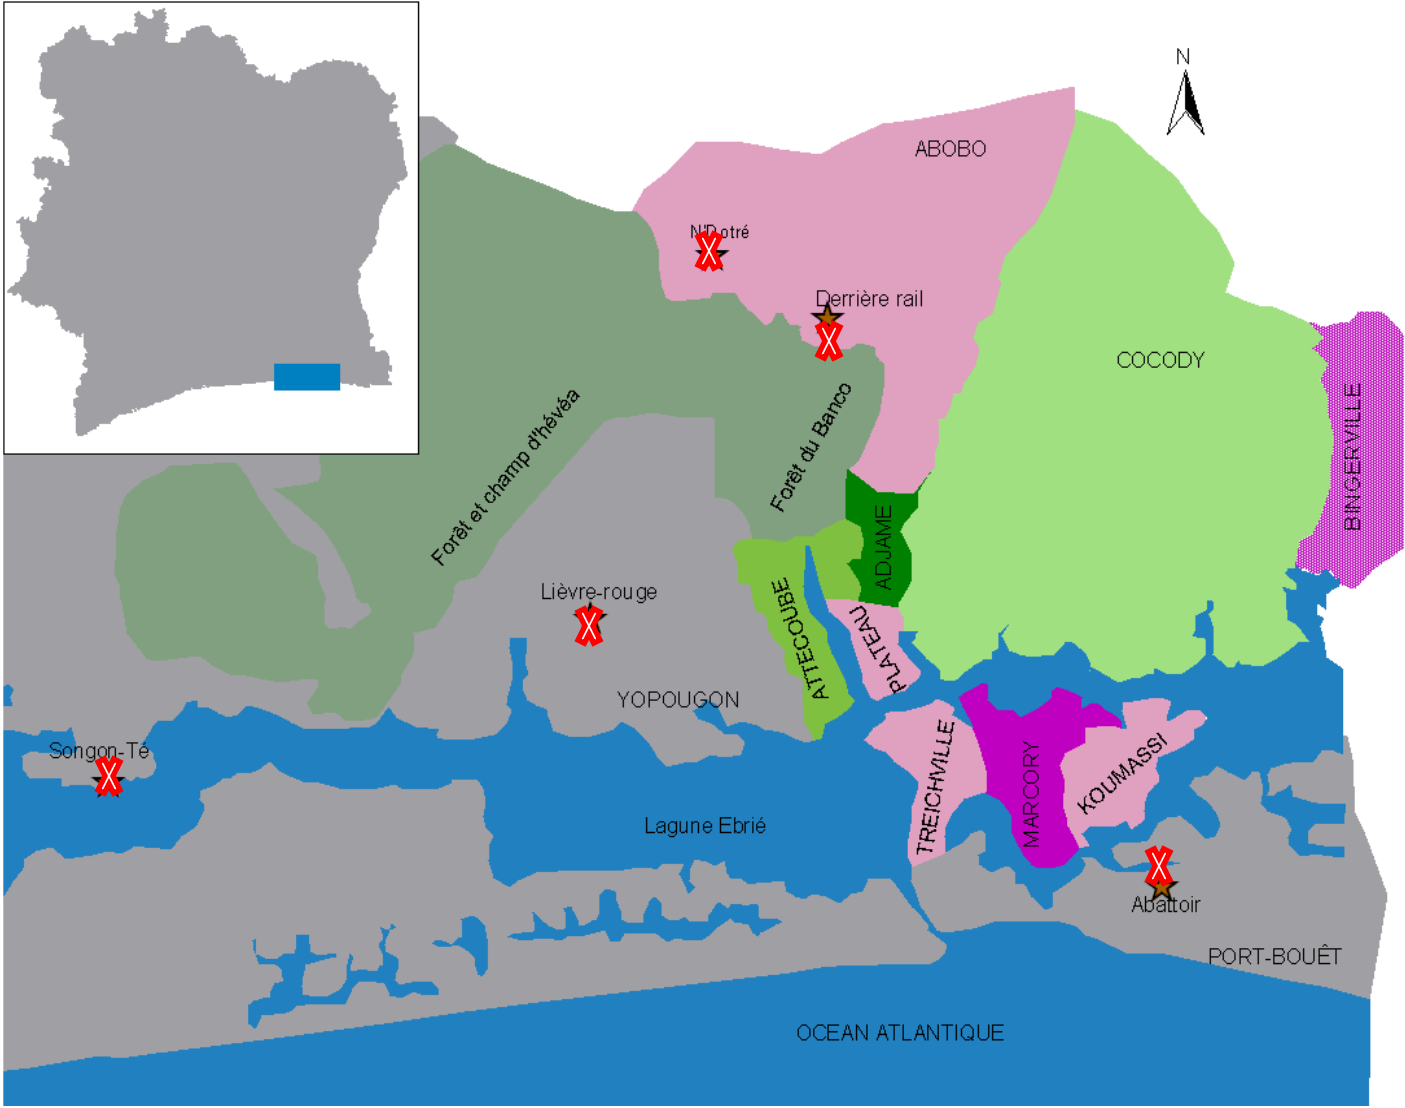 N
ABOBO
N'Dotré
Derrière rail
COCODY
BINGERVILLE
Forêt et champ d'hévéa
Forêt du Banco
ADJAME
ATTECOUBE
PLATEAU
Lièvre-rouge
YOPOUGON
Songon-Té
TREICHVILLE
MARCORY
KOUMASSI
Lagune Ebrié
Abattoir
PORT-BOUËT
OCEAN ATLANTIQUE